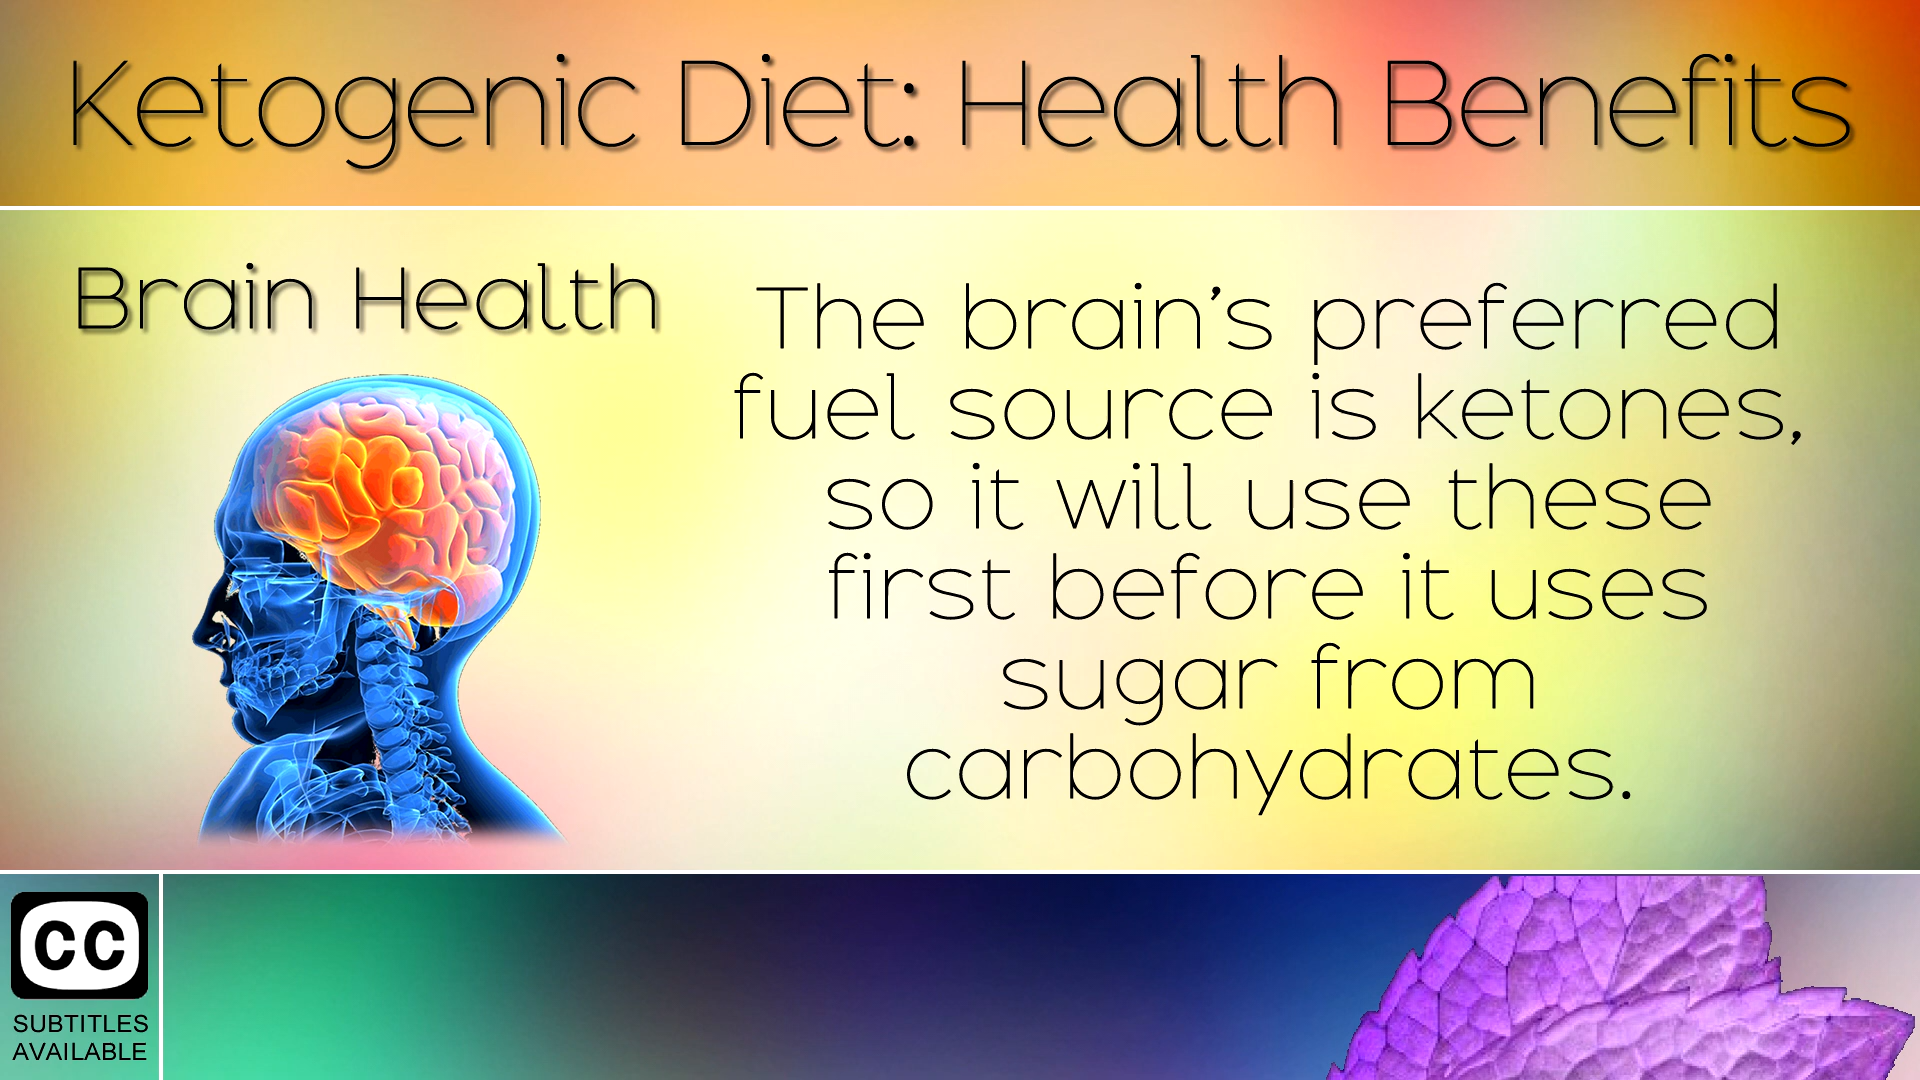 Ketogenic Diet: Health Benefits
Brain Health
The brain's preferred
fuel source is ketones,
so it will use these
first before it uses
sugar from
carbohydrates.
CC
SUBTITLES
AVAILABLE